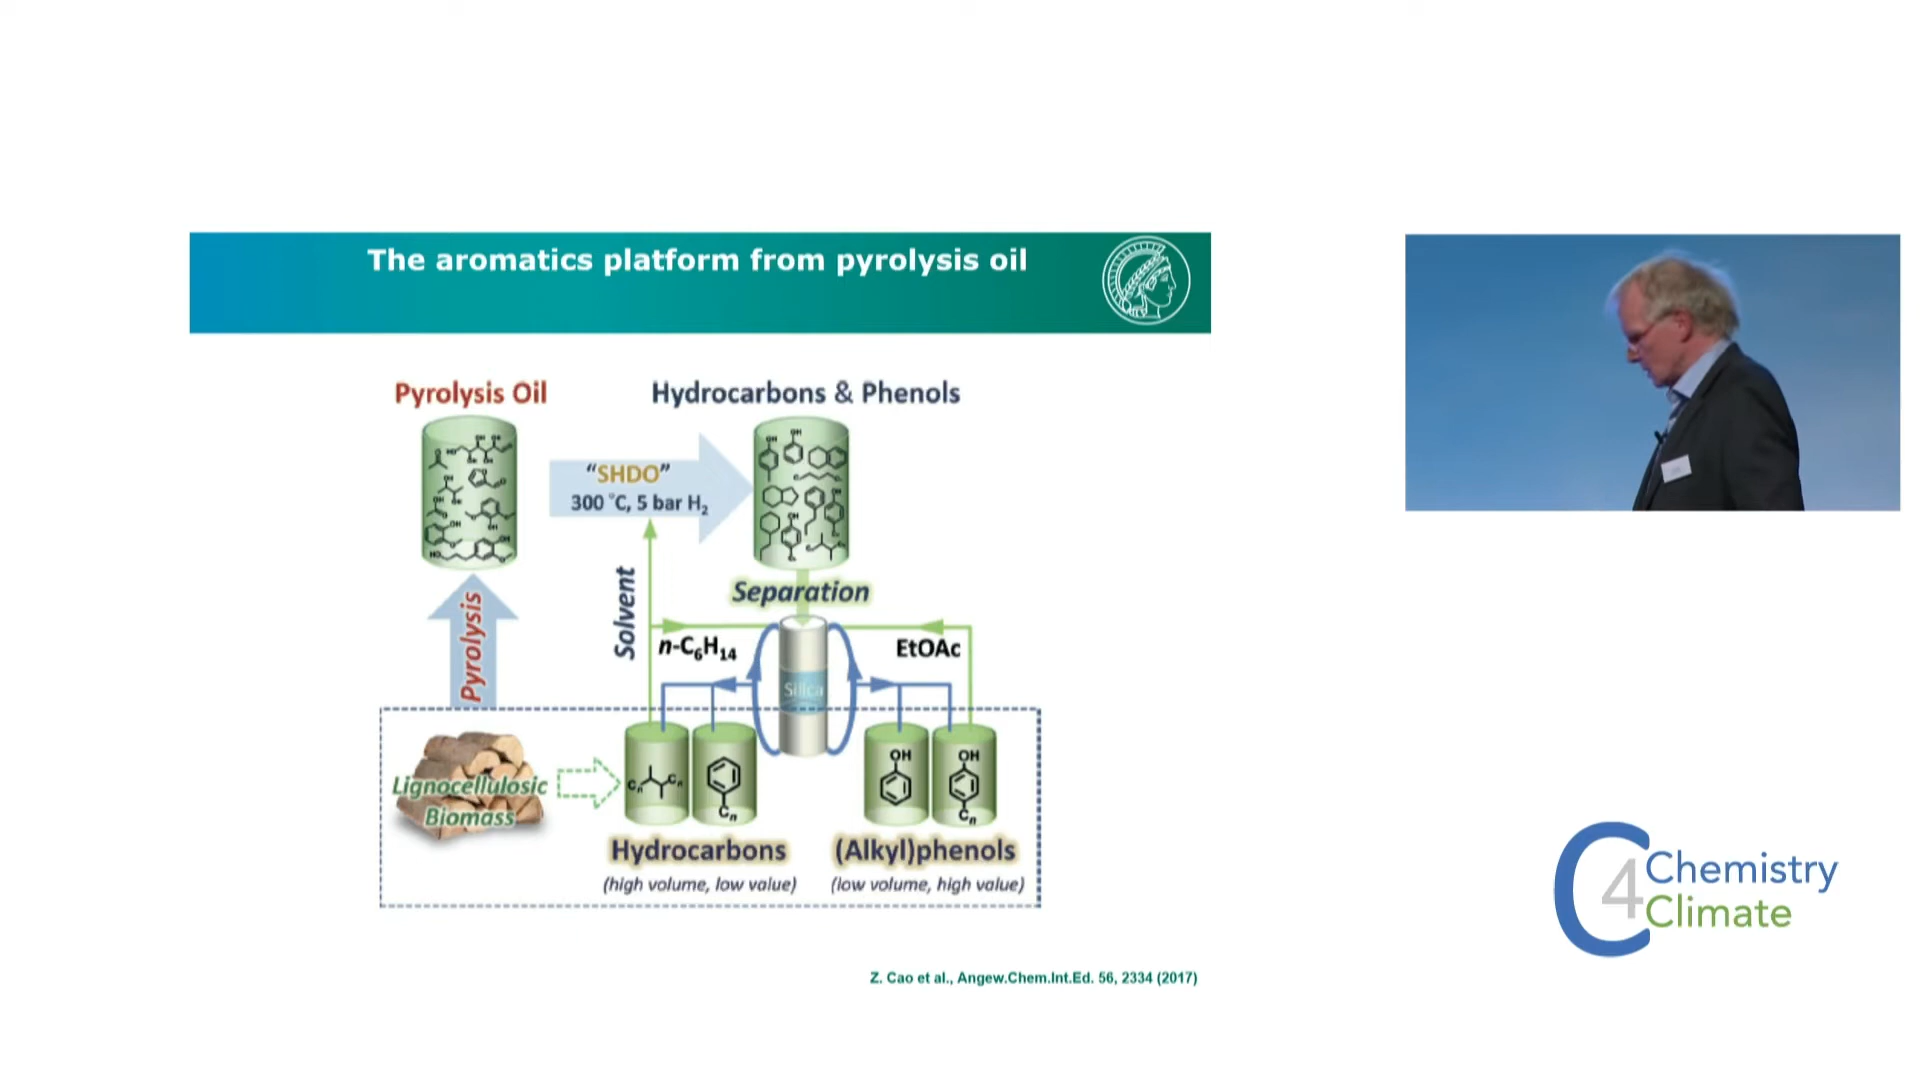 The aromatics platform from pyrolysis oil
Pyrolysis Oil
Hydrocarbons & Phenols
"SHDO"
300 °C, 5 bar H₂
Pyrolysis
Solvent
Separation
n-C₆H₁₄
EtOAc
Silica
Lignocellulosic
Biomass
Cₙ
Cₙ
Cₙ
OH
OH
Cₙ
Hydrocarbons
(high volume, low value)
(Alkyl)phenols
(low volume, high value)
Z. Cao et al., Angew.Chem.Int.Ed. 56, 2334 (2017)
C4
Chemistry
Climate